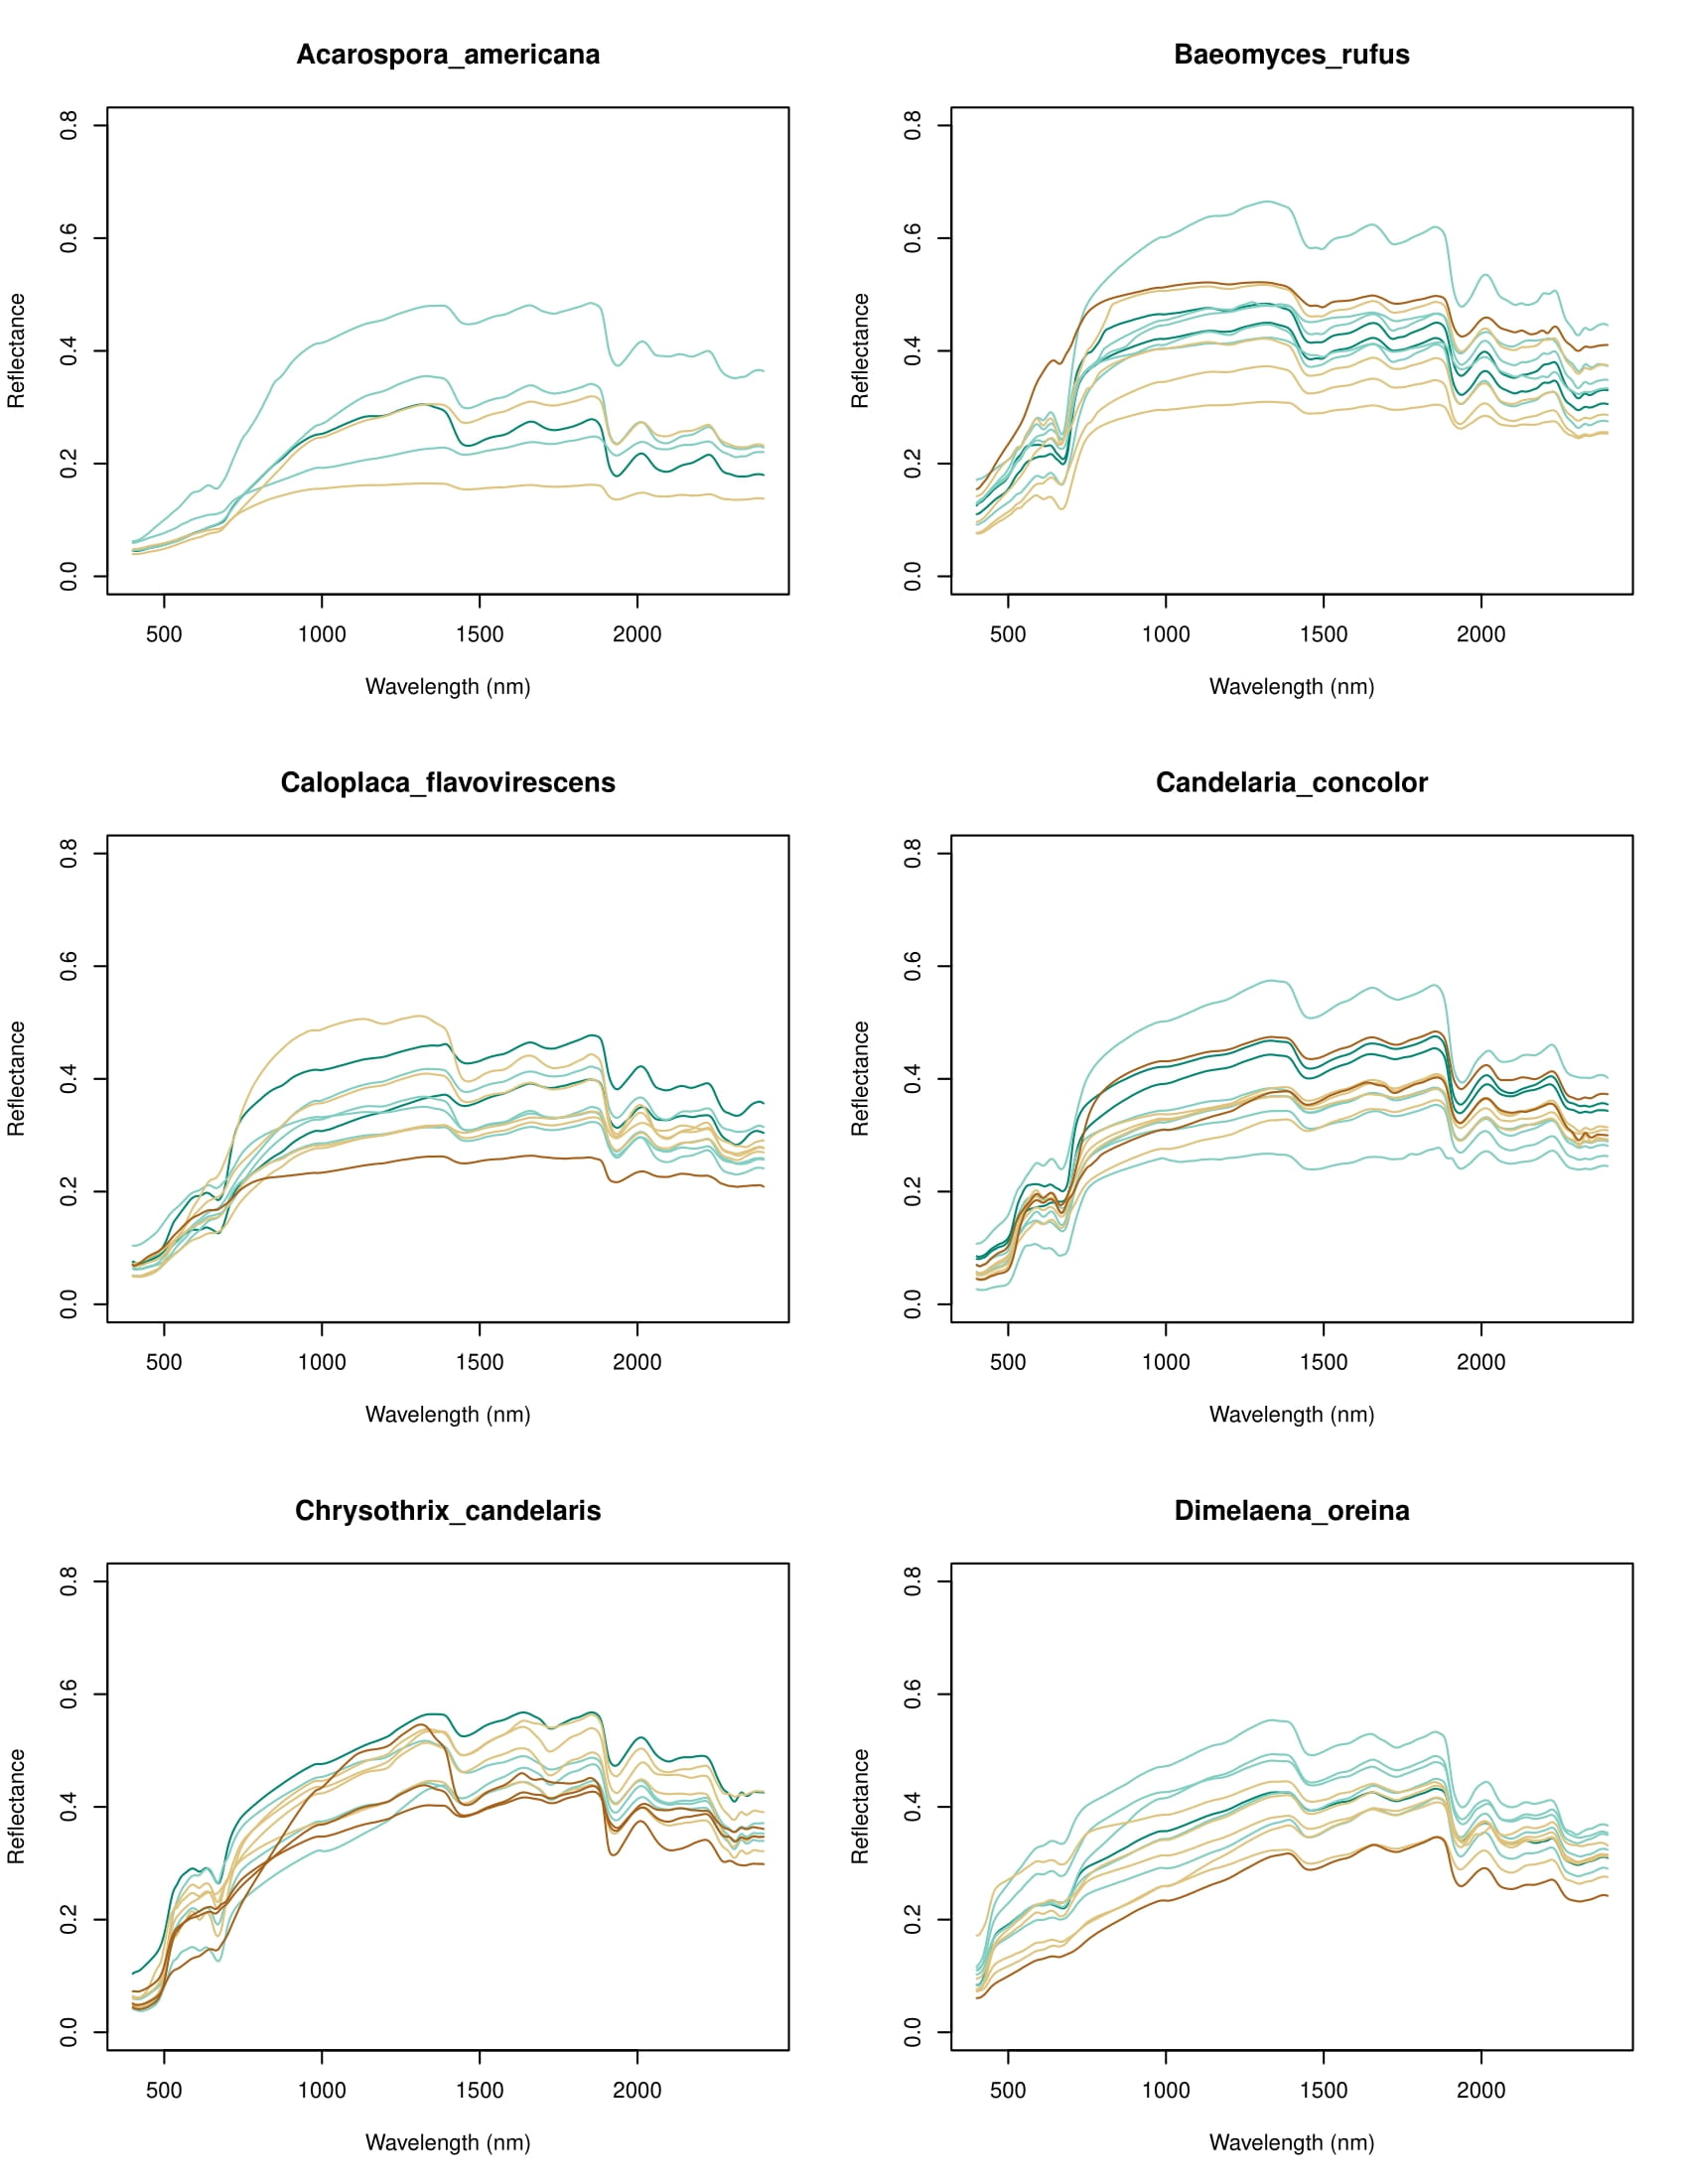 Acarospora_americana
Reflectance
0.8
0.6
0.4
0.2
0.0
500 1000 1500 2000
Wavelength (nm)
Baeomyces_rufus
Reflectance
0.8
0.6
0.4
0.2
0.0
500 1000 1500 2000
Wavelength (nm)
Caloplaca_flavovirescens
Reflectance
0.8
0.6
0.4
0.2
0.0
500 1000 1500 2000
Wavelength (nm)
Candelaria_concolor
Reflectance
0.8
0.6
0.4
0.2
0.0
500 1000 1500 2000
Wavelength (nm)
Chrysothrix_candelaris
Reflectance
0.8
0.6
0.4
0.2
0.0
500 1000 1500 2000
Wavelength (nm)
Dimelaena_oreina
Reflectance
0.8
0.6
0.4
0.2
0.0
500 1000 1500 2000
Wavelength (nm)